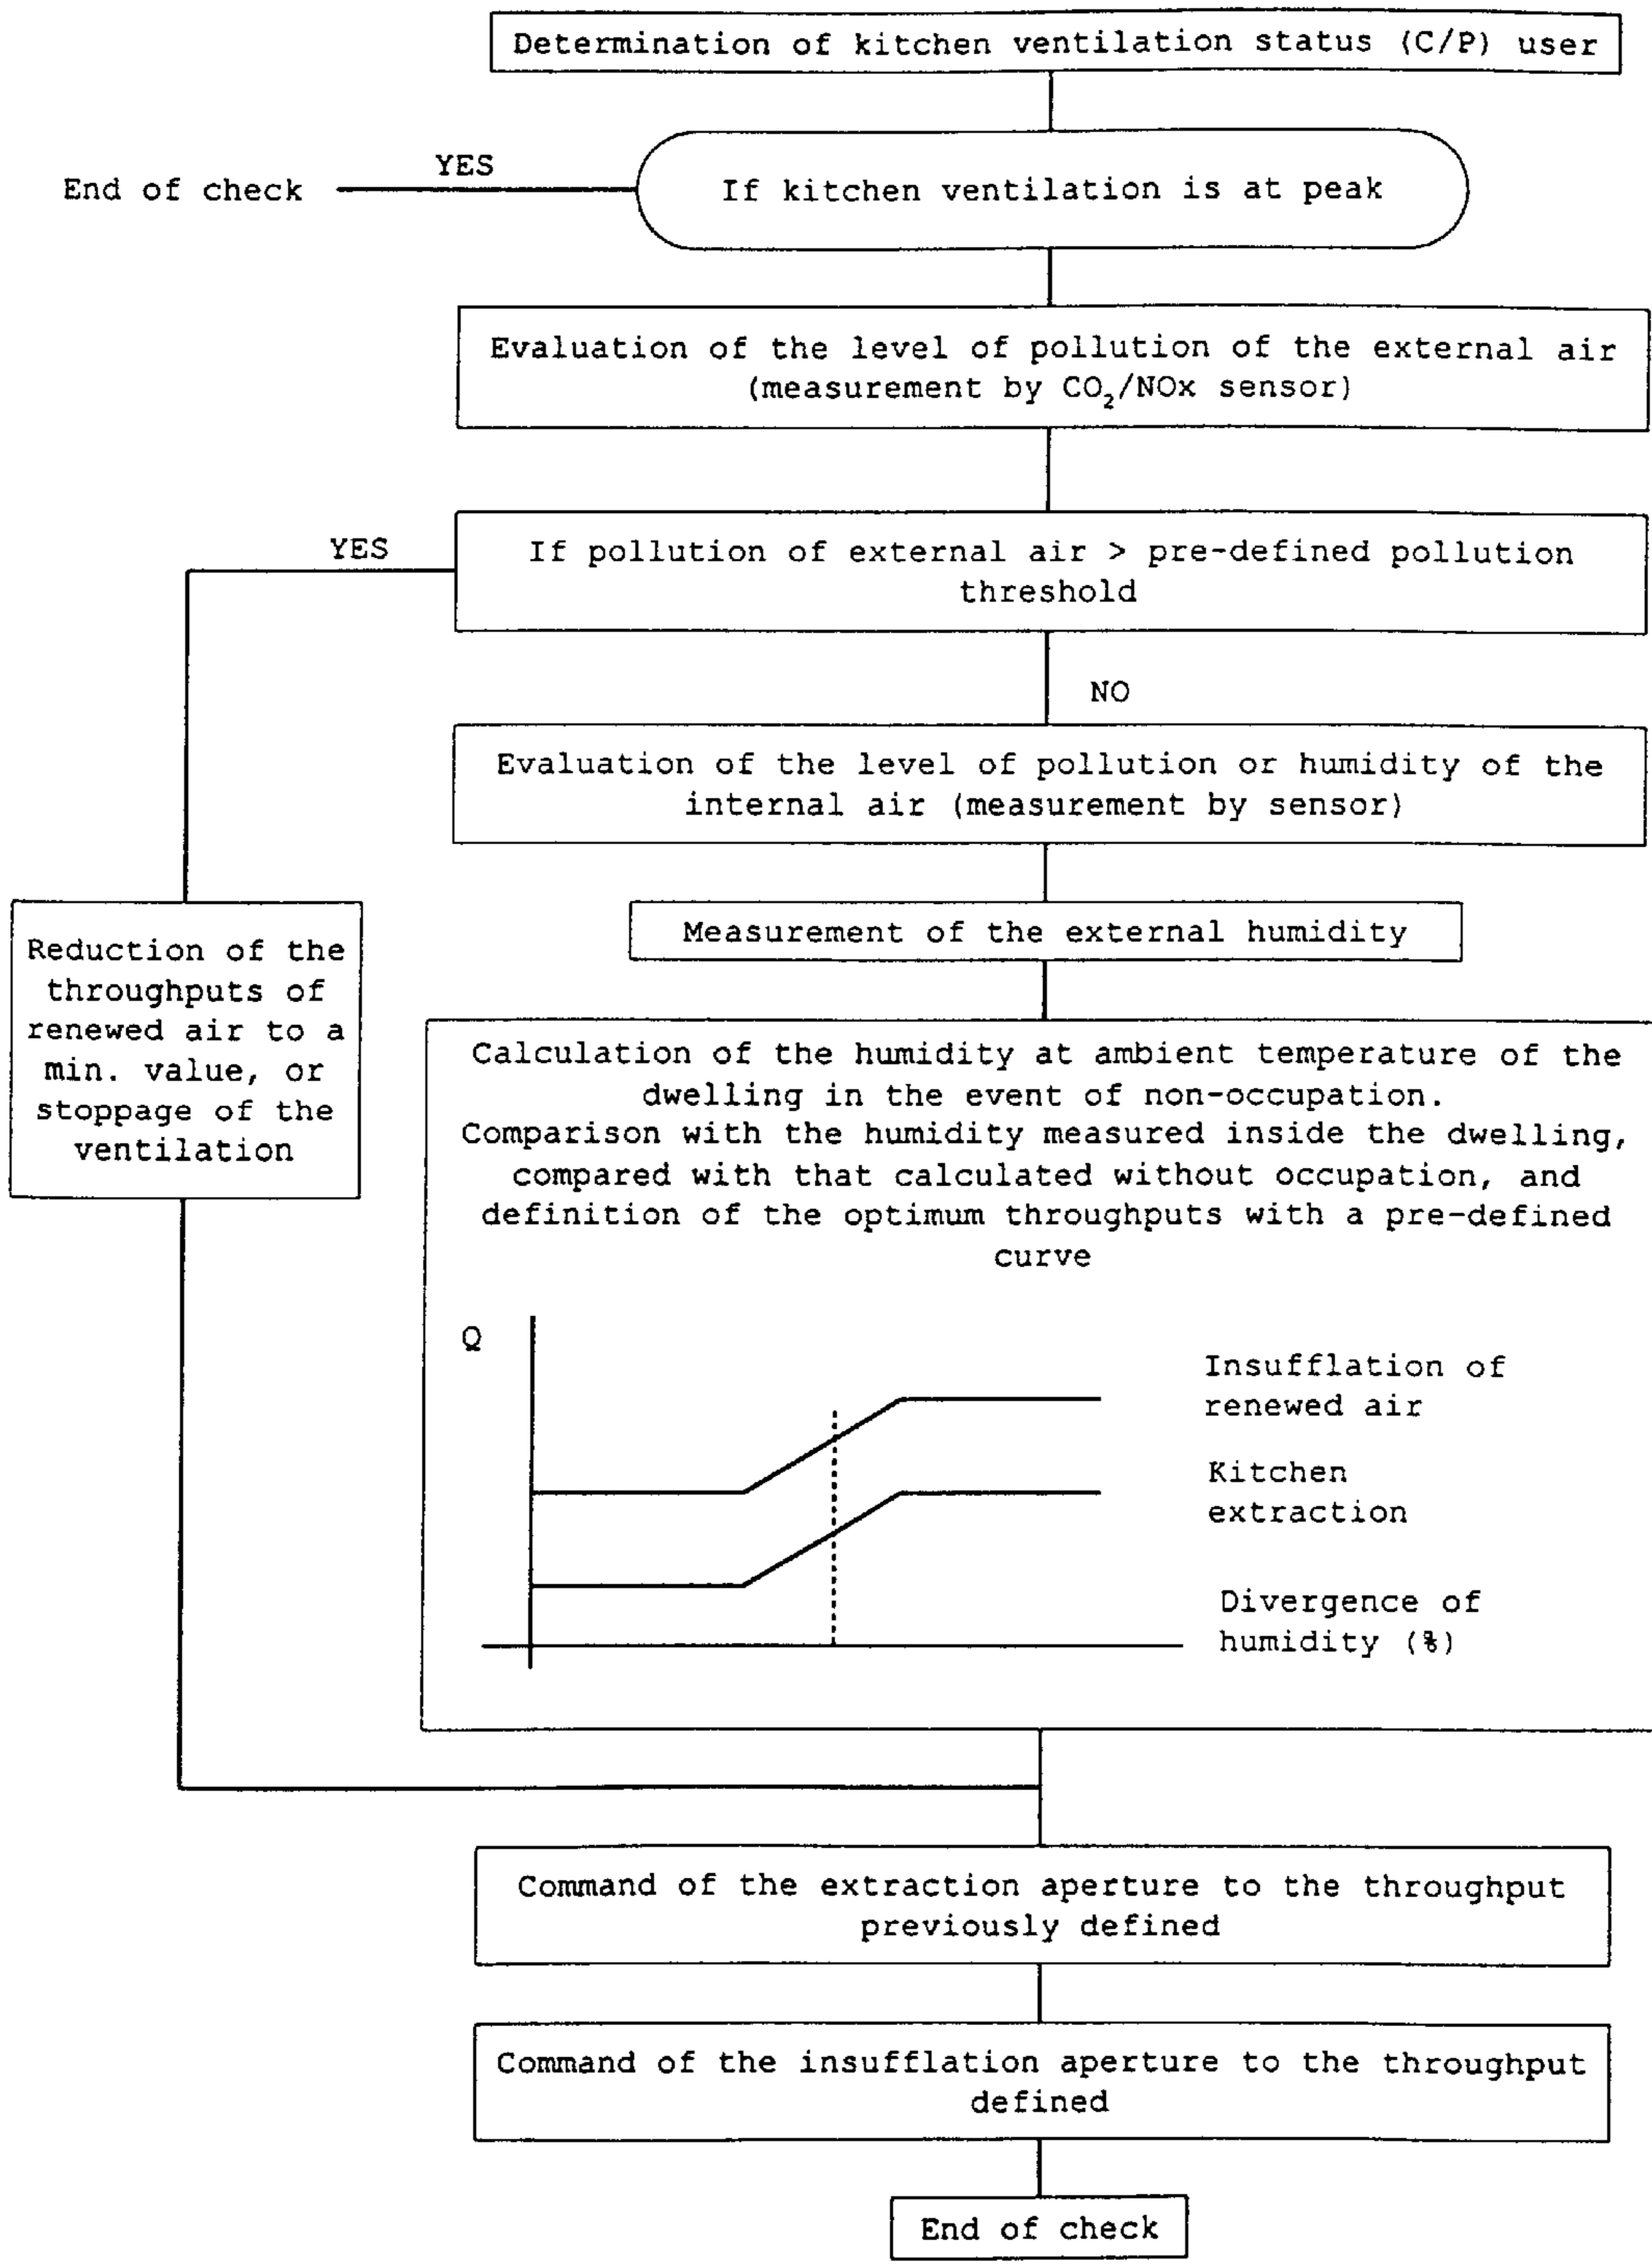 Determination of kitchen ventilation status (C/P) user
YES
End of check
If kitchen ventilation is at peak
Evaluation of the level of pollution of the external air
(measurement by CO₂/NOx sensor)
YES
If pollution of external air > pre-defined pollution
threshold
NO
Evaluation of the level of pollution or humidity of the
internal air (measurement by sensor)
Measurement of the external humidity
Reduction of the
throughputs of
renewed air to a
min. value, or
stoppage of the
ventilation
Calculation of the humidity at ambient temperature of the
dwelling in the event of non-occupation.
Comparison with the humidity measured inside the dwelling,
compared with that calculated without occupation, and
definition of the optimum throughputs with a pre-defined
curve
Q
Insufflation of
renewed air
Kitchen
extraction
Divergence of
humidity (%)
Command of the extraction aperture to the throughput
previously defined
Command of the insufflation aperture to the throughput
defined
End of check